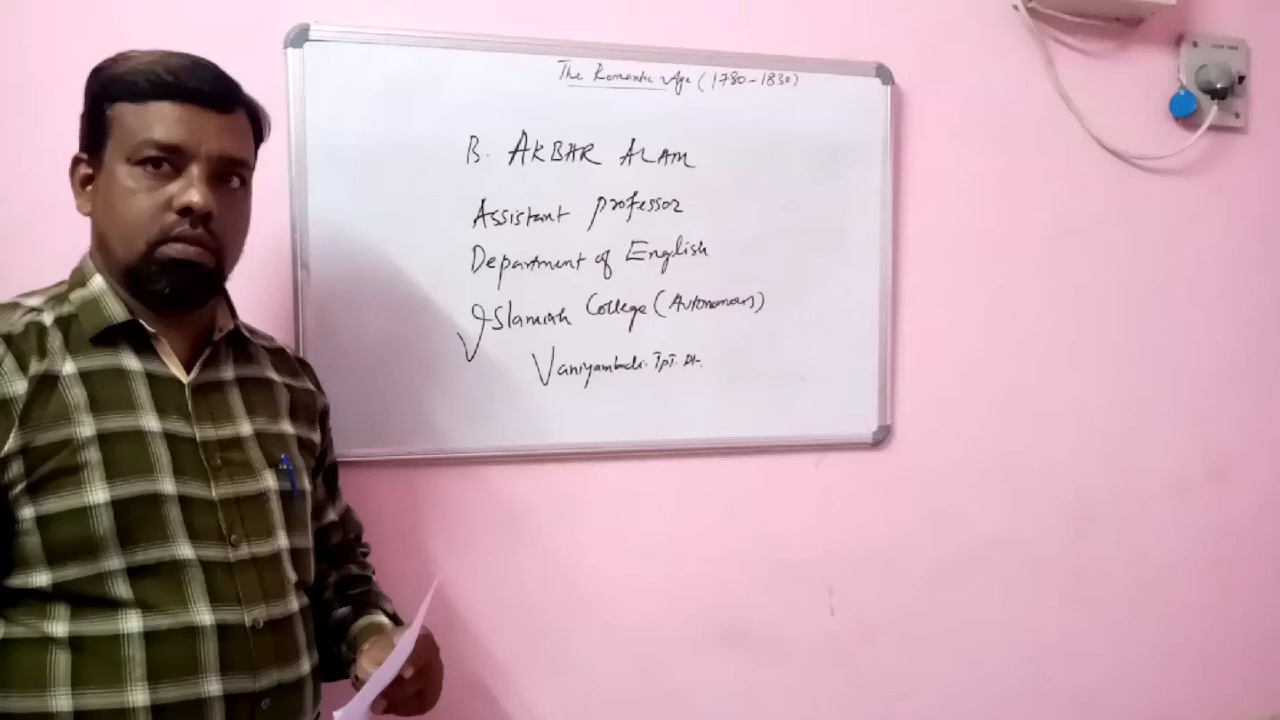 The Romantic Age (1780-1830)
B. AKBAR ALAM
Assistant professor
Department of English
Islamiah College (Autonomous)
Vaniyambadi. TpT. Dt.